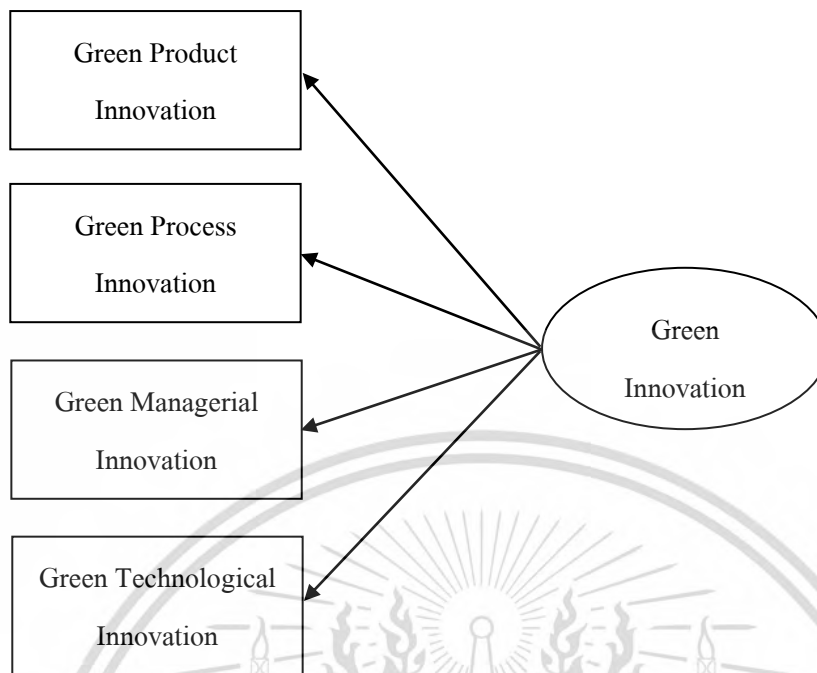 Green Product
Innovation
Green Process
Innovation
Green
Innovation
Green Managerial
Innovation
Green Technological
Innovation